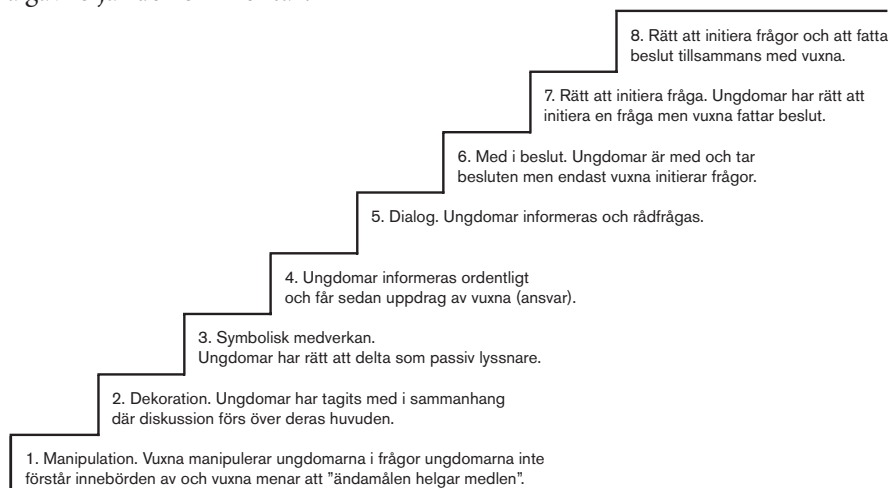 8. Rätt att initiera frågor och att fatta
beslut tillsammans med vuxna.
7. Rätt att initiera fråga. Ungdomar har rätt att
initiera en fråga men vuxna fattar beslut.
6. Med i beslut. Ungdomar är med och tar
besluten men endast vuxna initierar frågor.
5. Dialog. Ungdomar informeras och rådfrågas.
4. Ungdomar informeras ordentligt
och får sedan uppdrag av vuxna (ansvar).
3. Symbolisk medverkan.
Ungdomar har rätt att delta som passiv lyssnare.
2. Dekoration. Ungdomar har tagits med i sammanhang
där diskussion förs över deras huvuden.
1. Manipulation. Vuxna manipulerar ungdomarna i frågor ungdomarna inte
förstår innebörden av och vuxna menar att ”ändamålen helgar medlen”.